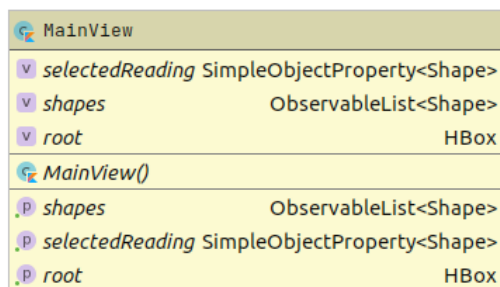 MainView
v selectedReading SimpleObjectProperty<Shape>
v shapes ObservableList<Shape>
v root HBox
MainView()
p shapes ObservableList<Shape>
p selectedReading SimpleObjectProperty<Shape>
p root HBox